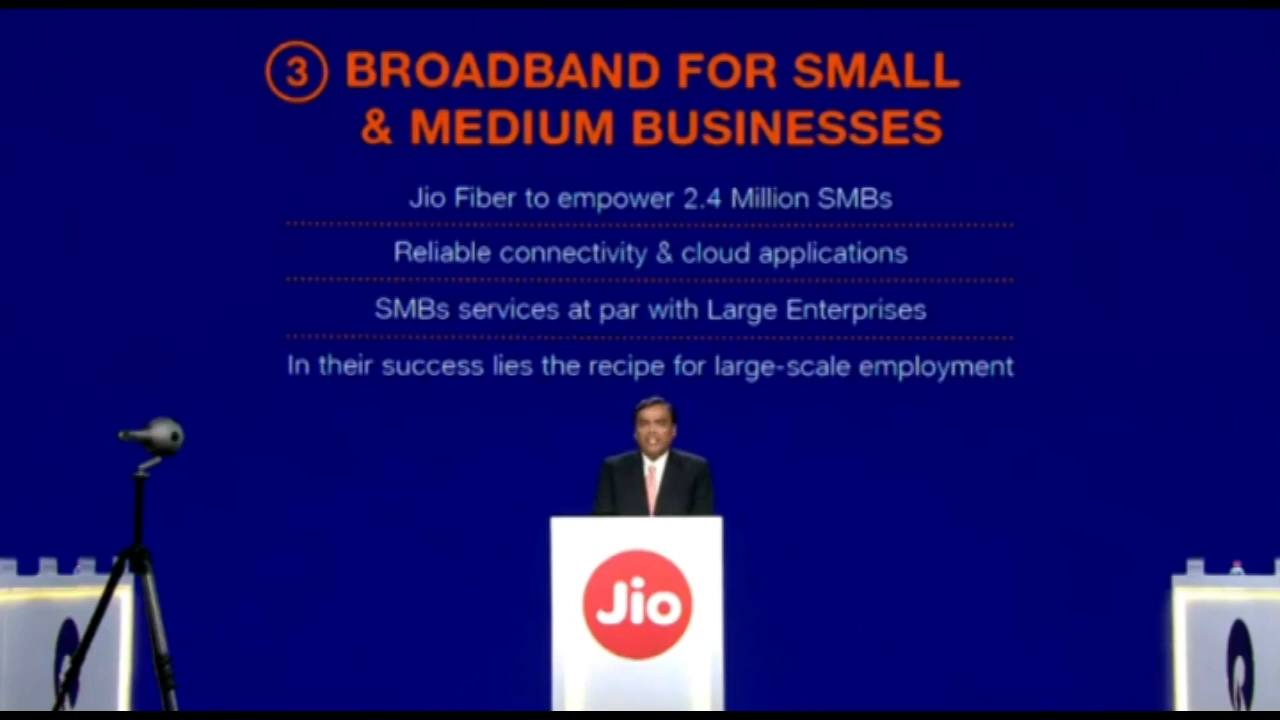 3 BROADBAND FOR SMALL
& MEDIUM BUSINESSES
Jio Fiber to empower 2.4 Million SMBs
Reliable connectivity & cloud applications
SMBs services at par with Large Enterprises
In their success lies the recipe for large-scale employment
Jio